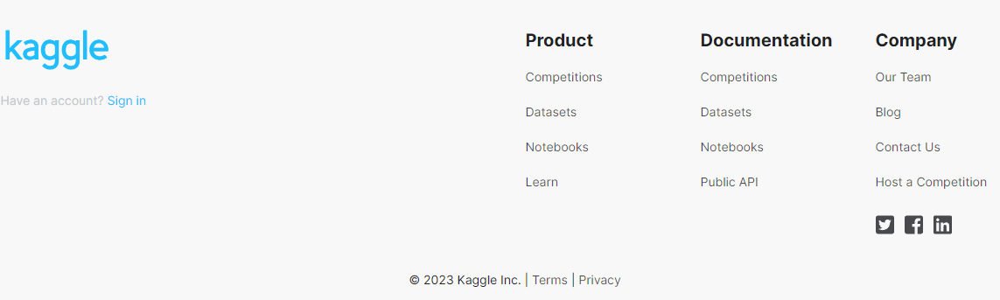 kaggle
Have an account? Sign in
Product
Competitions
Datasets
Notebooks
Learn
Documentation
Competitions
Datasets
Notebooks
Public API
Company
Our Team
Blog
Contact Us
Host a Competition
© 2023 Kaggle Inc. | Terms | Privacy